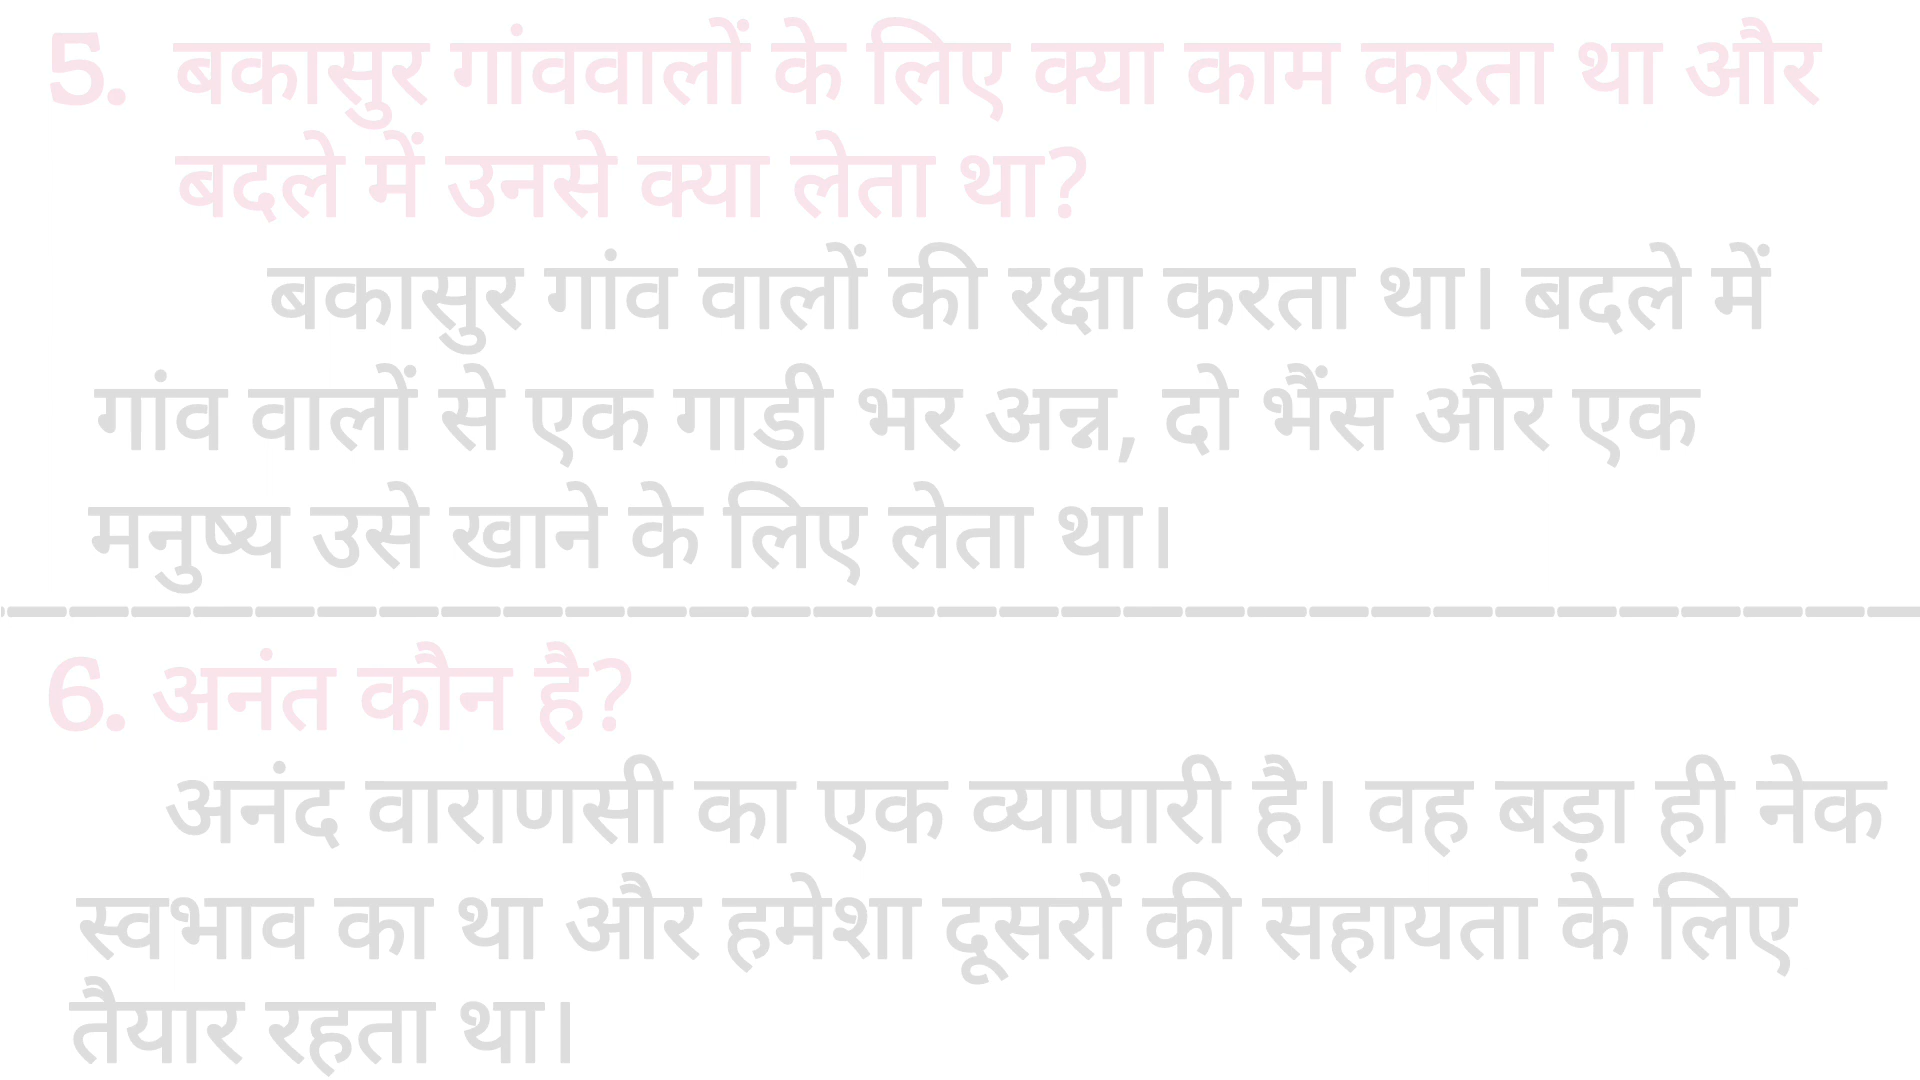 5. बकासुर गांववालों के लिए क्या काम करता था और
बदले में उनसे क्या लेता था?
बकासुर गांव वालों की रक्षा करता था। बदले में
गांव वालों से एक गाड़ी भर अन्न, दो भैंस और एक
मनुष्य उसे खाने के लिए लेता था।
6. अनंत कौन है?
अनंद वाराणसी का एक व्यापारी है। वह बड़ा ही नेक
स्वभाव का था और हमेशा दूसरों की सहायता के लिए
तैयार रहता था।